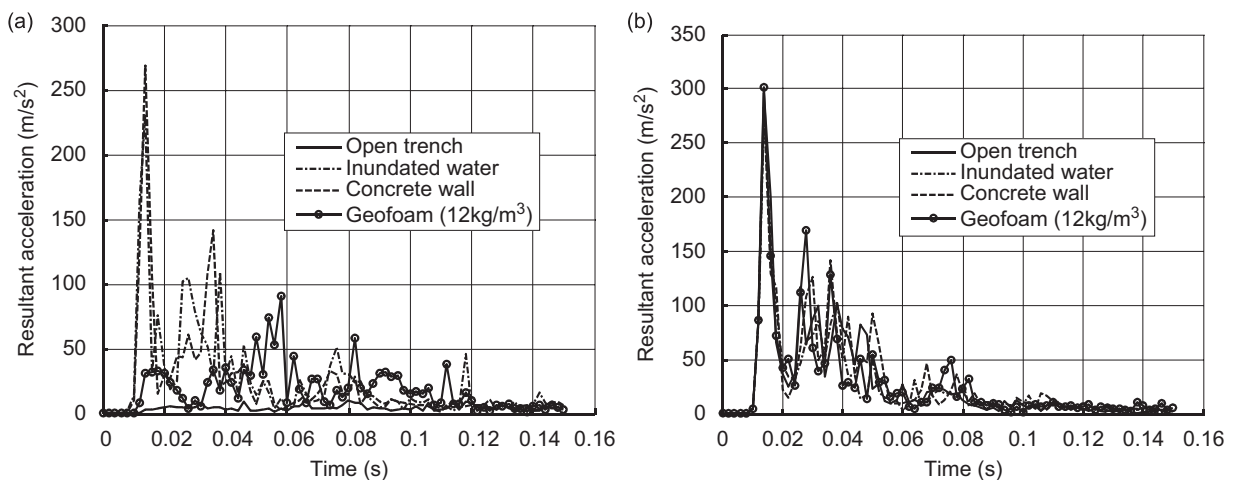 (a)
300
250
200
150
100
50
0
Resultant acceleration (m/s²)
Open trench
Inundated water
Concrete wall
Geofoam (12kg/m³)
0 0.02 0.04 0.06 0.08 0.1 0.12 0.14 0.16
Time (s)
(b)
350
300
250
200
150
100
50
0
Resultant acceleration (m/s²)
Open trench
Inundated water
Concrete wall
Geofoam (12kg/m³)
0 0.02 0.04 0.06 0.08 0.1 0.12 0.14 0.16
Time (s)